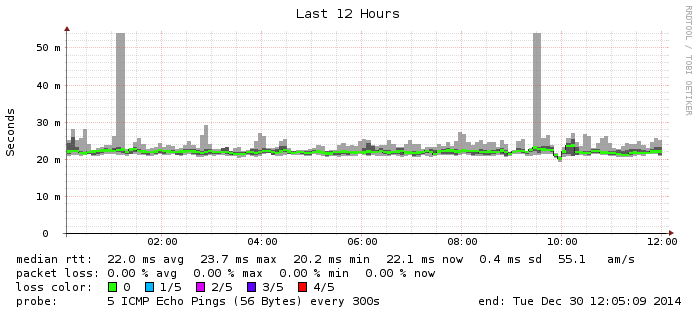 Last 12 Hours
RRDTOOL / TOBI OETIKER
Seconds
50 m
40 m
30 m
20 m
10 m
0
02:00 04:00 06:00 08:00 10:00 12:00
median rtt: 22.0 ms avg 23.7 ms max 20.2 ms min 22.1 ms now 0.4 ms sd 55.1 am/s
packet loss: 0.00 % avg 0.00 % max 0.00 % min 0.00 % now
loss color: 0 1/5 2/5 3/5 4/5
probe: 5 ICMP Echo Pings (56 Bytes) every 300s end: Tue Dec 30 12:05:09 2014